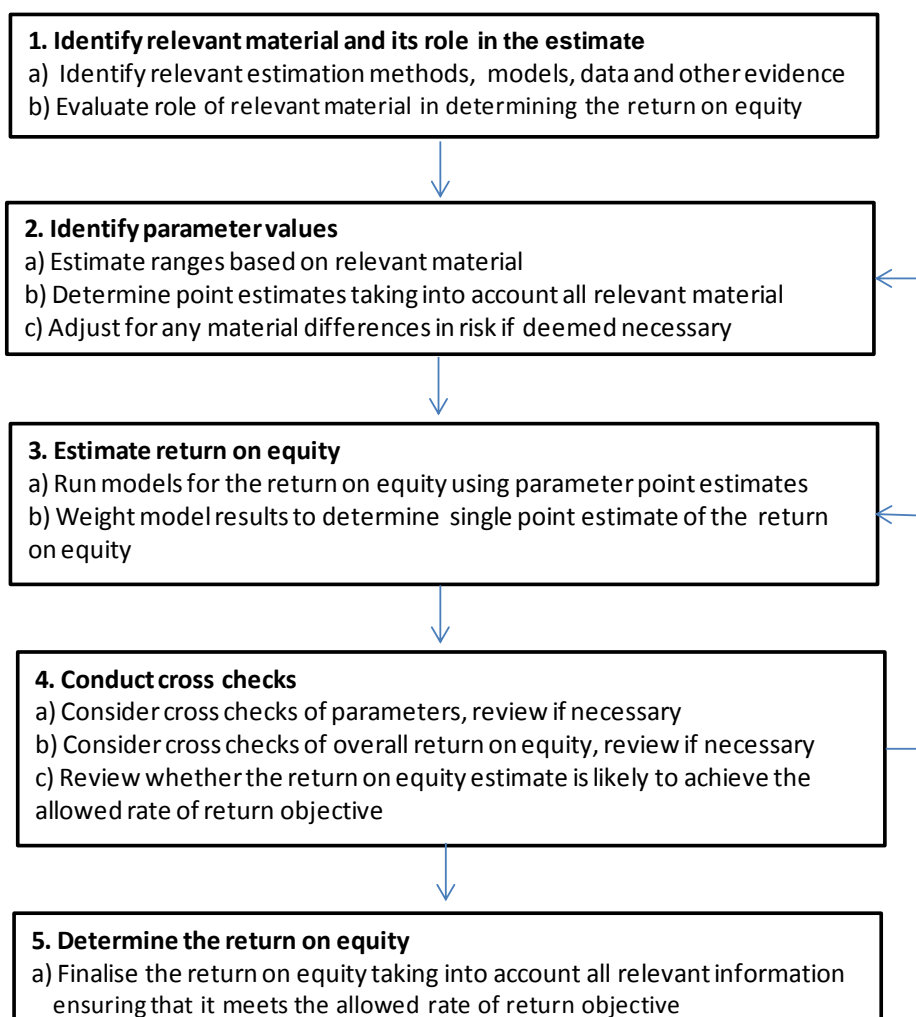 1. Identify relevant material and its role in the estimate
a) Identify relevant estimation methods, models, data and other evidence
b) Evaluate role of relevant material in determining the return on equity
2. Identify parameter values
a) Estimate ranges based on relevant material
b) Determine point estimates taking into account all relevant material
c) Adjust for any material differences in risk if deemed necessary
3. Estimate return on equity
a) Run models for the return on equity using parameter point estimates
b) Weight model results to determine single point estimate of the return
on equity
4. Conduct cross checks
a) Consider cross checks of parameters, review if necessary
b) Consider cross checks of overall return on equity, review if necessary
c) Review whether the return on equity estimate is likely to achieve the
allowed rate of return objective
5. Determine the return on equity
a) Finalise the return on equity taking into account all relevant information
ensuring that it meets the allowed rate of return objective